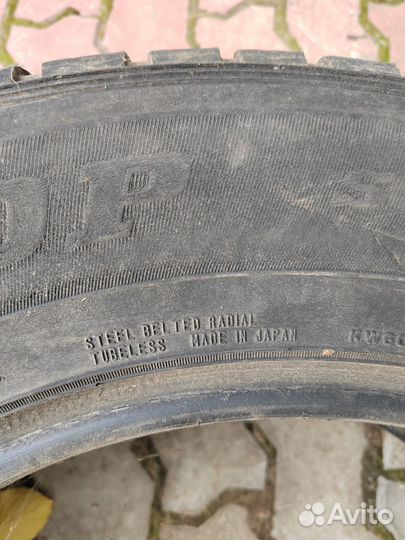 OP
STEEL BELTED RADIAL
TUBELESS MADE IN JAPAN
Avito